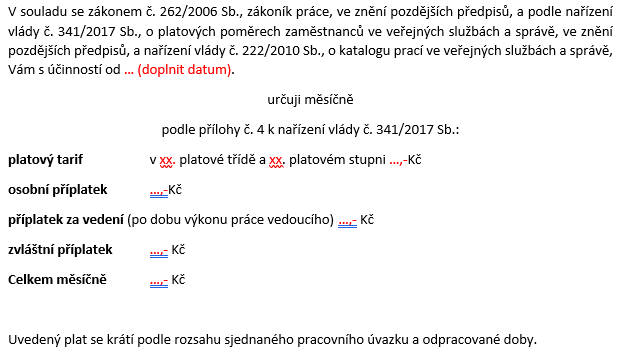 V souladu se zákonem č. 262/2006 Sb., zákoník práce, ve znění pozdějších předpisů, a podle nařízení
vlády č. 341/2017 Sb., o platových poměrech zaměstnanců ve veřejných službách a správě, ve znění
pozdějších předpisů, a nařízení vlády č. 222/2010 Sb., o katalogu prací ve veřejných službách a správě,
Vám s účinností od ... (doplnit datum).
určuji měsíčně
podle přílohy č. 4 k nařízení vlády č. 341/2017 Sb.:
platový tarif v xx. platové třídě a xx. platovém stupni ...,-Kč
osobní příplatek ...,-Kč
příplatek za vedení (po dobu výkonu práce vedoucího) ...,- Kč
zvláštní příplatek ...,- Kč
Celkem měsíčně ...,- Kč
Uvedený plat se krátí podle rozsahu sjednaného pracovního úvazku a odpracované doby.